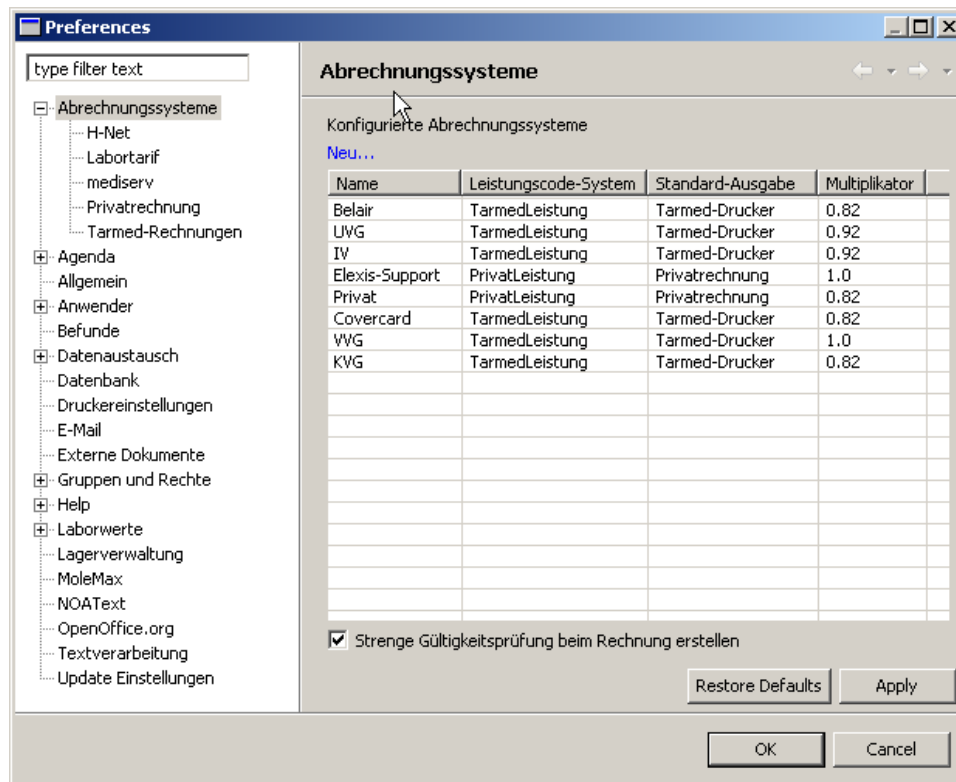 Preferences
type filter text
Abrechnungssysteme
H-Net
Labortarif
mediserv
Privatrechnung
Tarmed-Rechnungen
Agenda
Allgemein
Anwender
Befunde
Datenaustausch
Datenbank
Druckereinstellungen
E-Mail
Externe Dokumente
Gruppen und Rechte
Help
Laborwerte
Lagerverwaltung
MoleMax
NOAText
OpenOffice.org
Textverarbeitung
Update Einstellungen
Abrechnungssysteme
Konfigurierte Abrechnungssysteme
Neu...
Name Leistungscode-System Standard-Ausgabe Multiplikator
Belair TarmedLeistung Tarmed-Drucker 0.82
UVG TarmedLeistung Tarmed-Drucker 0.92
IV TarmedLeistung Tarmed-Drucker 0.92
Elexis-Support PrivatLeistung Privatrechnung 1.0
Privat PrivatLeistung Privatrechnung 0.82
Covercard TarmedLeistung Tarmed-Drucker 0.82
VVG TarmedLeistung Tarmed-Drucker 1.0
KVG TarmedLeistung Tarmed-Drucker 0.82
Strenge Gültigkeitsprüfung beim Rechnung erstellen
Restore Defaults Apply
OK Cancel